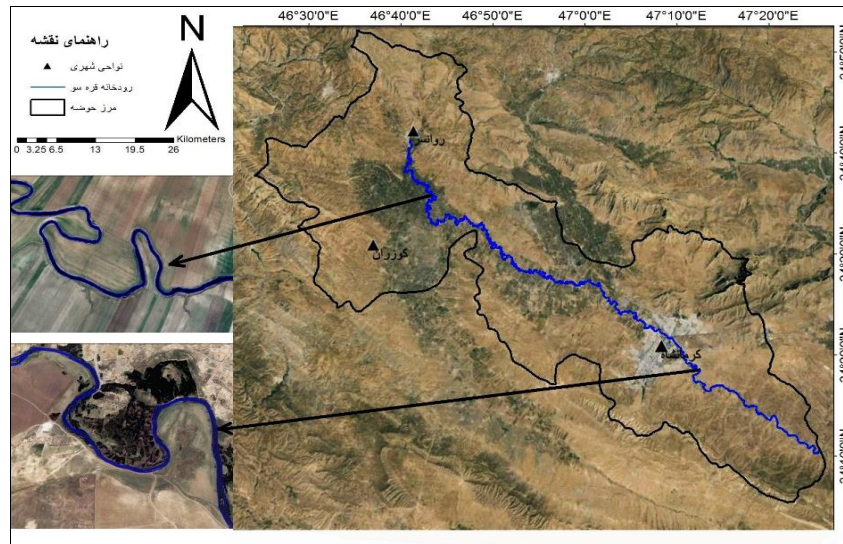 46°30'0"E 46°40'0"E 46°50'0"E 47°0'0"E 47°10'0"E 47°20'0"E
N
راهنمای نقشه
نواحی شهری
رودخانه قره سو
مرز حوضه
Kilometers
0 3.25 6.5 13 19.5 26
روانسر
کوزران
کرمانشاه